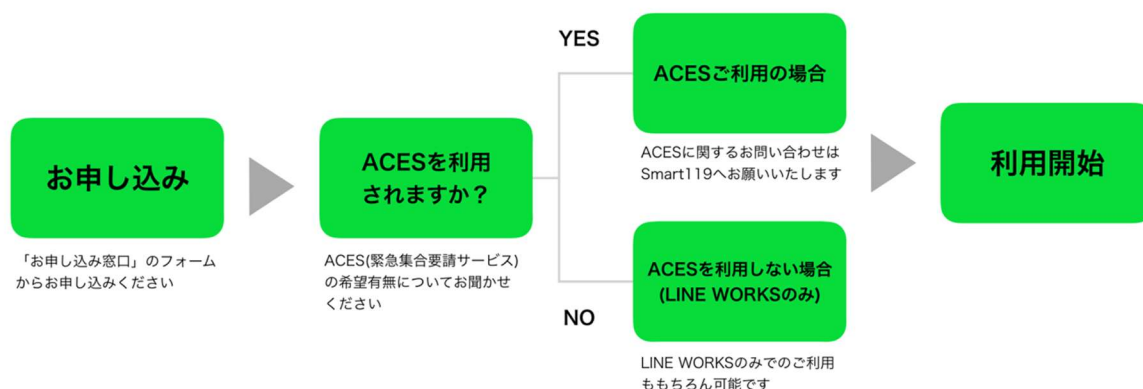 お申し込み
「お申し込み窓口」のフォーム
からお申し込みください
ACESを利用
されますか？
ACES(緊急集合要請サービス)
の希望有無についてお聞かせ
ください
YES
ACESご利用の場合
ACESに関するお問い合わせは
Smart119へお願いいたします
NO
ACESを利用しない場合
(LINE WORKSのみ)
LINE WORKSのみでのご利用
ももちろん可能です
利用開始